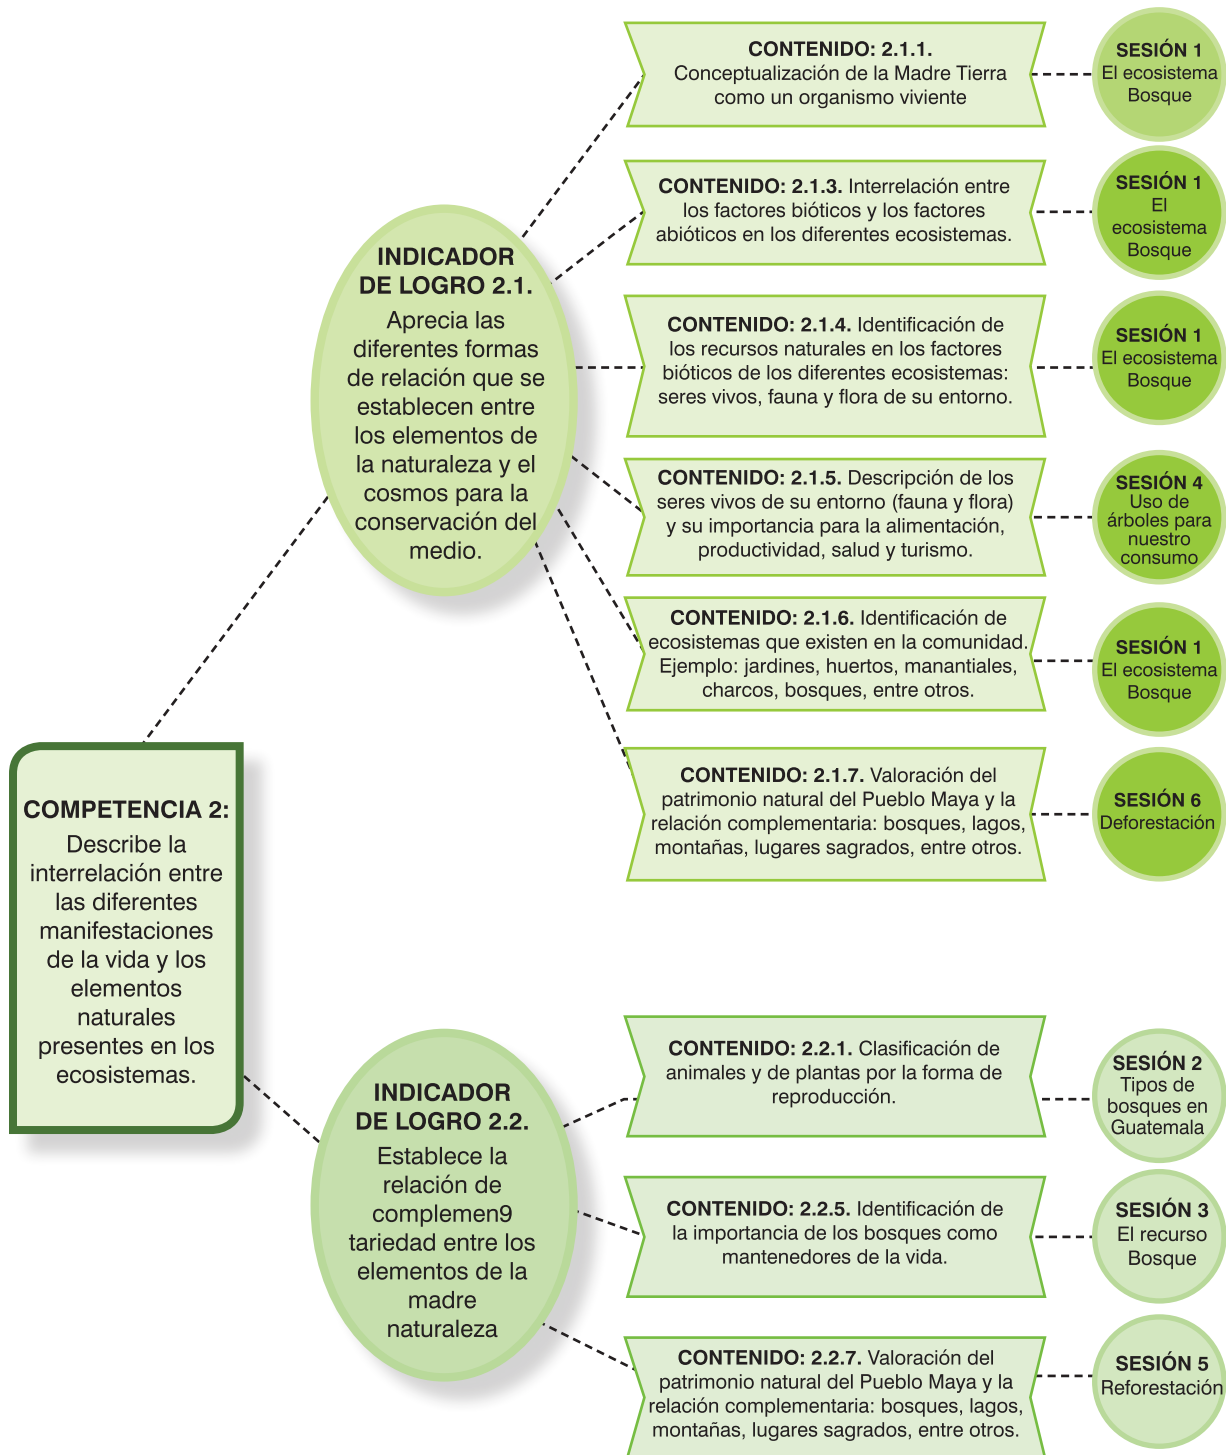 CONTENIDO: 2.1.1.
Conceptualización de la Madre Tierra
como un organismo viviente
SESIÓN 1
El ecosistema
Bosque
CONTENIDO: 2.1.3. Interrelación entre
los factores bióticos y los factores
abióticos en los diferentes ecosistemas.
SESIÓN 1
El
ecosistema
Bosque
INDICADOR
DE LOGRO 2.1.
Aprecia las
diferentes formas
de relación que se
establecen entre
los elementos de
la naturaleza y el
cosmos para la
conservación del
medio.
CONTENIDO: 2.1.4. Identificación de
los recursos naturales en los factores
bióticos de los diferentes ecosistemas:
seres vivos, fauna y flora de su entorno.
SESIÓN 1
El ecosistema
Bosque
CONTENIDO: 2.1.5. Descripción de los
seres vivos de su entorno (fauna y flora)
y su importancia para la alimentación,
productividad, salud y turismo.
SESIÓN 4
Uso de
árboles para
nuestro
consumo
CONTENIDO: 2.1.6. Identificación de
ecosistemas que existen en la comunidad.
Ejemplo: jardines, huertos, manantiales,
charcos, bosques, entre otros.
SESIÓN 1
El ecosistema
Bosque
CONTENIDO: 2.1.7. Valoración del
patrimonio natural del Pueblo Maya y la
relación complementaria: bosques, lagos,
montañas, lugares sagrados, entre otros.
SESIÓN 6
Deforestación
COMPETENCIA 2:
Describe la
interrelación entre
las diferentes
manifestaciones
de la vida y los
elementos
naturales
presentes en los
ecosistemas.
INDICADOR
DE LOGRO 2.2.
Establece la
relación de
complemen9
tariedad entre los
elementos de la
madre
naturaleza
CONTENIDO: 2.2.1. Clasificación de
animales y de plantas por la forma de
reproducción.
SESIÓN 2
Tipos de
bosques en
Guatemala
CONTENIDO: 2.2.5. Identificación de
la importancia de los bosques como
mantenedores de la vida.
SESIÓN 3
El recurso
Bosque
CONTENIDO: 2.2.7. Valoración del
patrimonio natural del Pueblo Maya y la
relación complementaria: bosques, lagos,
montañas, lugares sagrados, entre otros.
SESIÓN 5
Reforestación